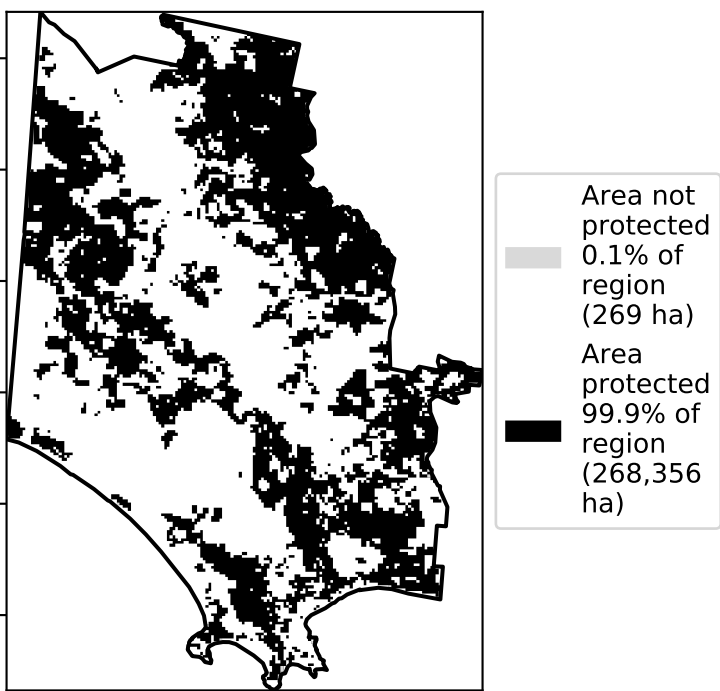 Area not
protected
0.1% of
region
(269 ha)
Area
protected
99.9% of
region
(268,356
ha)